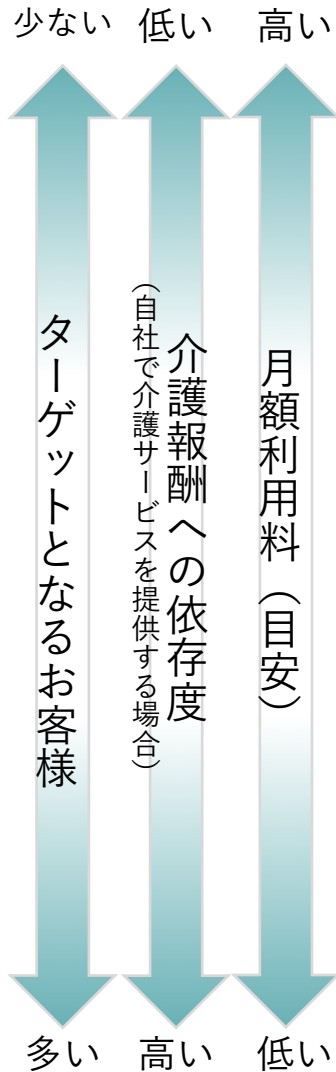 少ない 低い 高い
ターゲットとなるお客様
介護報酬への依存度
（自社で介護サービスを提供する場合）
月額利用料（目安）
多い 高い 低い